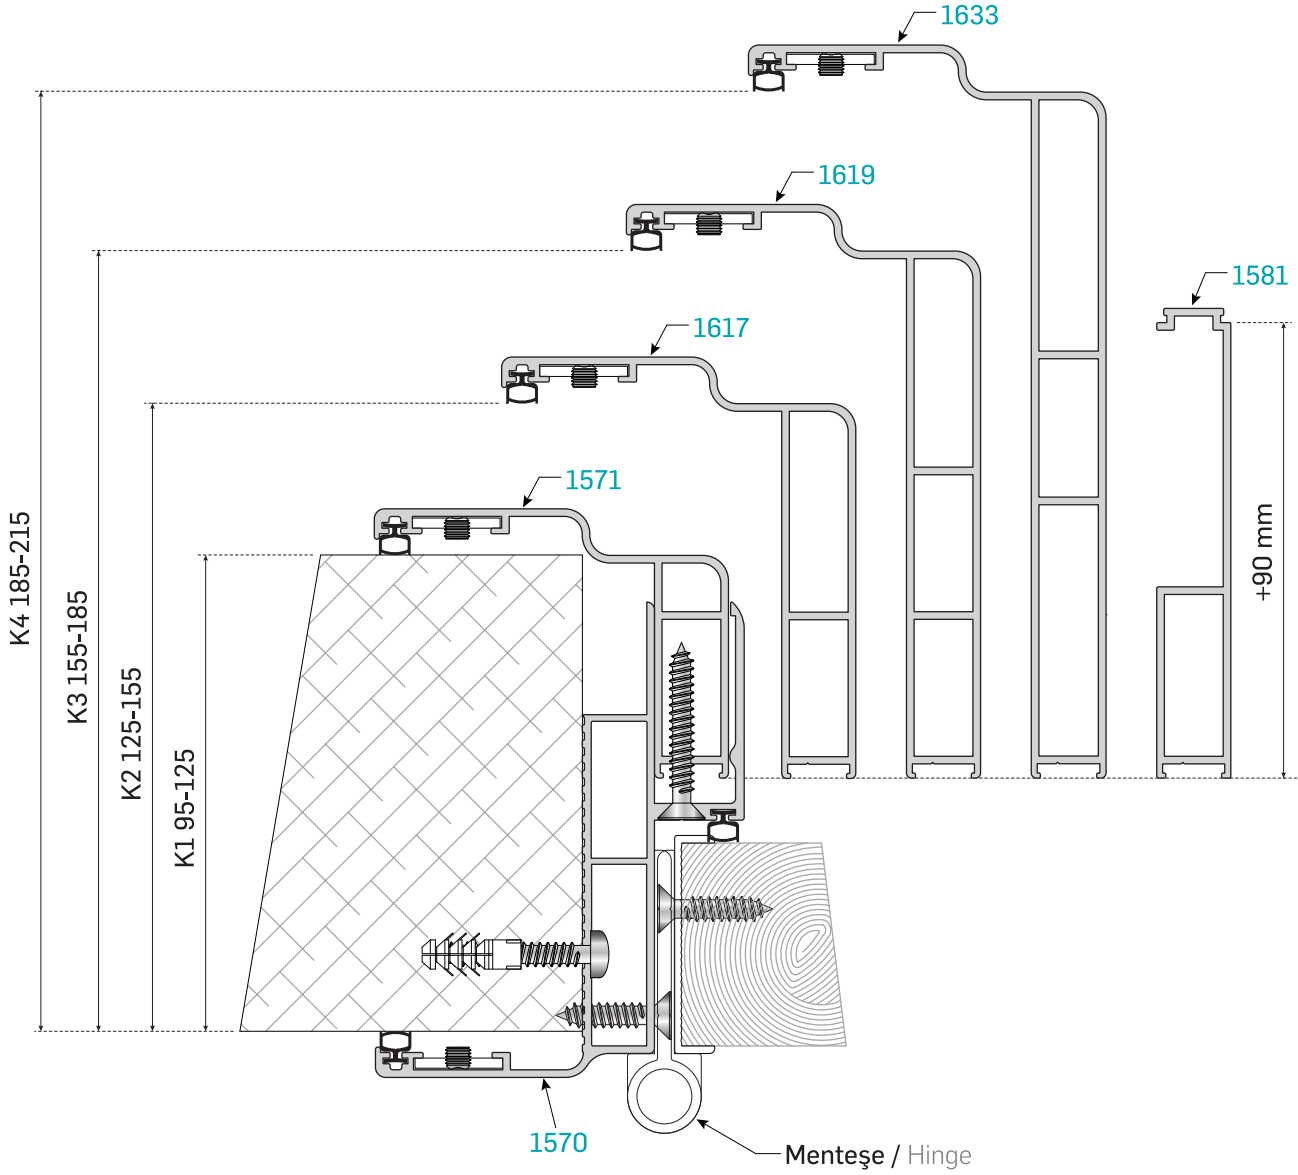 1633
1619
1581
1617
1571
K4 185-215
K3 155-185
K2 125-155
K1 95-125
+90 mm
1570
Menteşe / Hinge